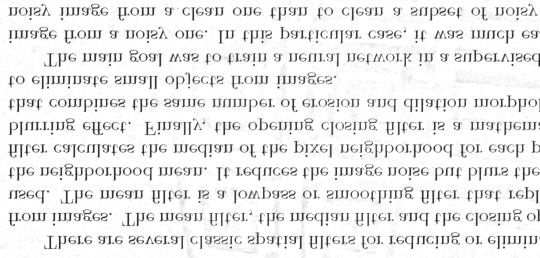 There are several classic spatial filters for reducing or elimin
from images. The mean filter, the median filter and the closing op
used. The mean filter is a lowpass or smoothing filter that repl
the neighborhood mean. It reduces the image noise but blurs the
filter calculates the median of the pixel neighborhood for each p
blurring effect. Finally, the opening closing filter is a mathema
that combines the same number of erosion and dilation morphol
to eliminate small objects from images.
The main goal was to train a neural network in a supervised
image from a noisy one. In this particular case, it was much ea
noisy image from a clean one than to clean a subset of noisy